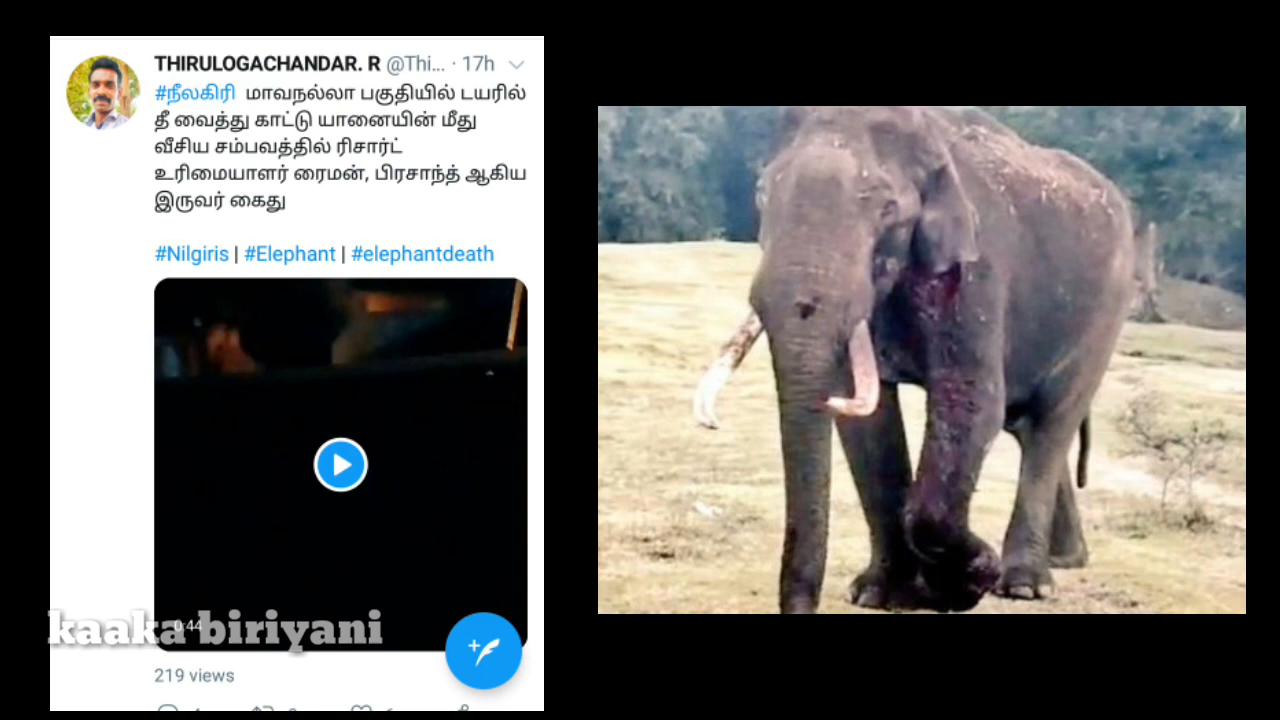 THIRULOGACHANDAR. R @Thi... · 17h
#நீலகிரி மாவநல்லா பகுதியில் டயரில்
தீ வைத்து காட்டு யானையின் மீது
வீசிய சம்பவத்தில் ரிசார்ட்
உரிமையாளர் ரைமன், பிரசாந்த் ஆகிய
இருவர் கைது
#Nilgiris | #Elephant | #elephantdeath
0:44
kaaka biriyani
219 views